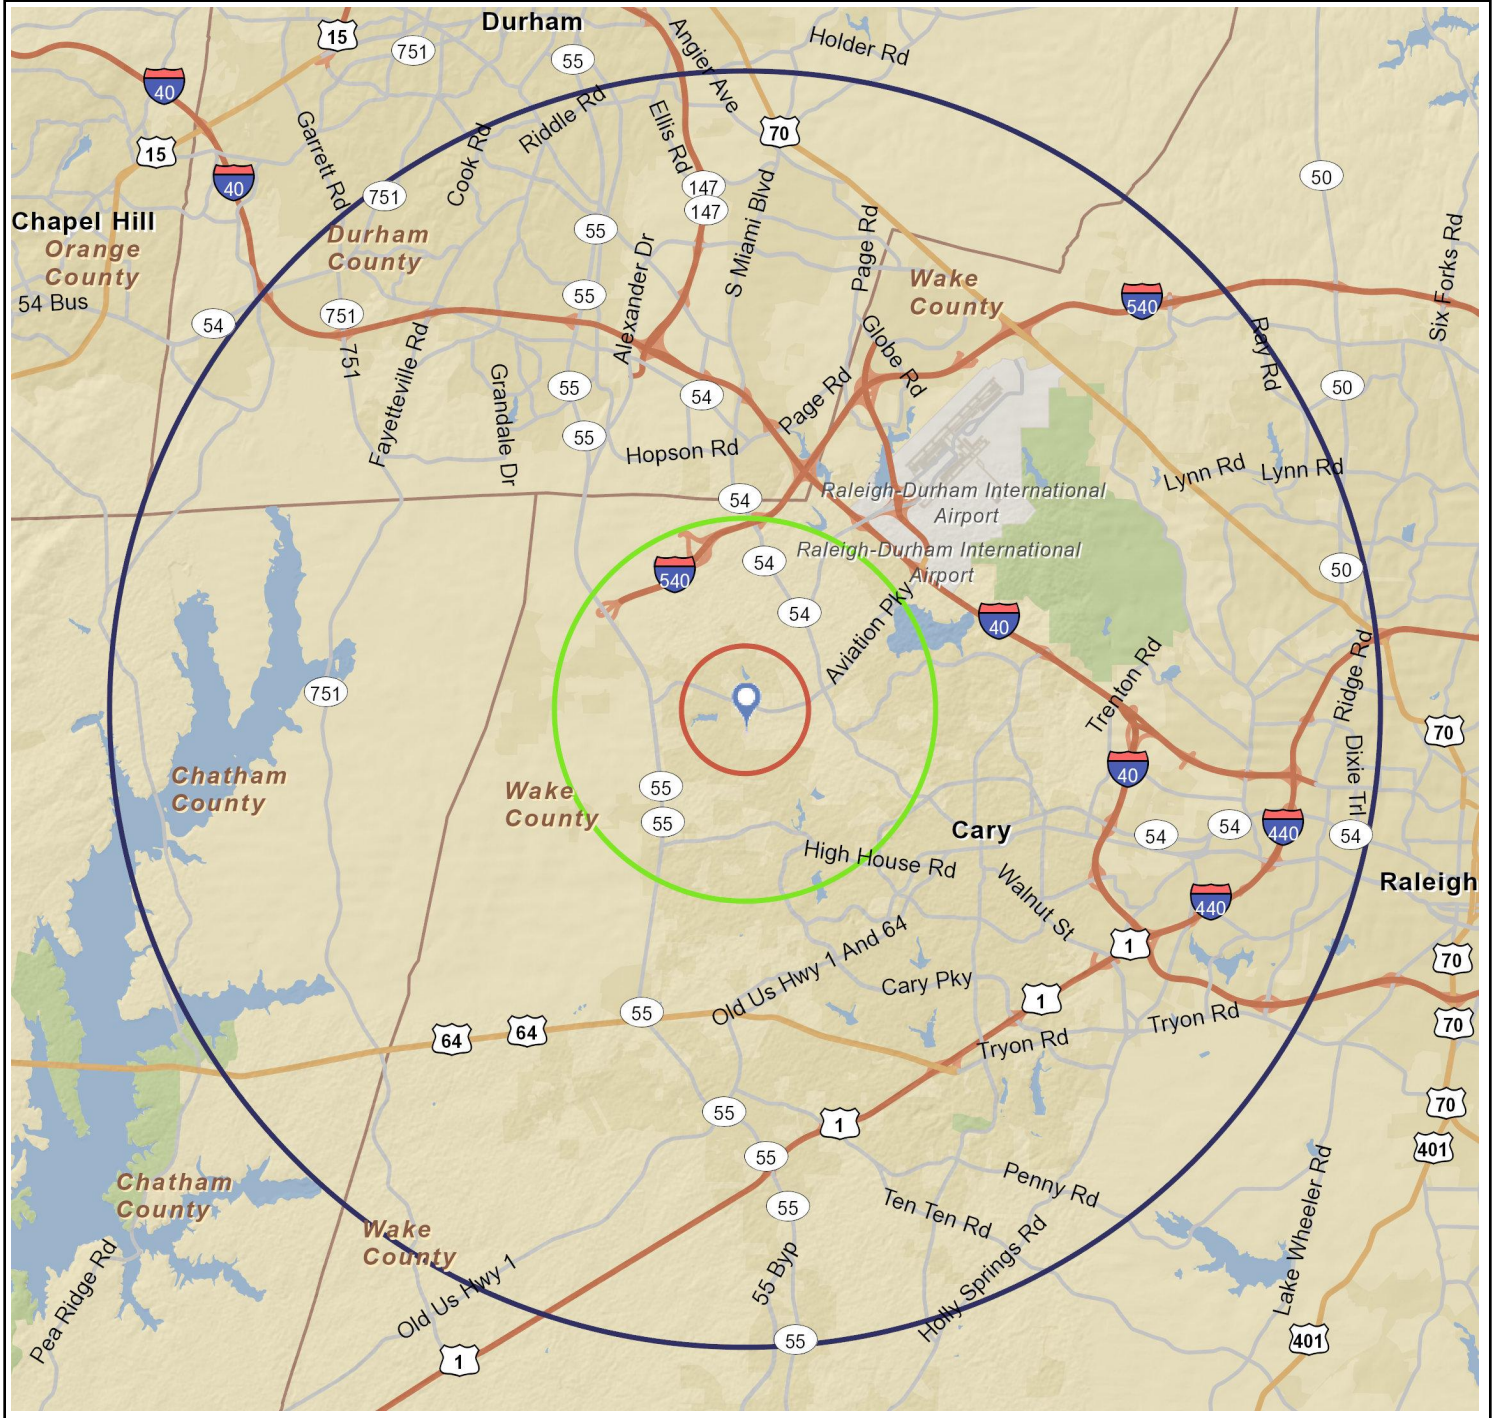 Durham
15
751
55
Angier Ave
Holder Rd
40
Riddle Rd
Ellis Rd
70
15
Garrett Rd
Cook Rd
40
751
147
147
50
Chapel Hill
Orange
County
Durham
County
55
S Miami Blvd
Page Rd
Six Forks Rd
54 Bus
54
751
55
Alexander Dr
Wake
County
540
751
Fayetteville Rd
Grandale Dr
55
54
Globe Rd
Page Rd
Ray Rd
50
55
Hopson Rd
Lynn Rd
Lynn Rd
54
Raleigh-Durham International
Airport
Raleigh-Durham International
Airport
540
54
50
54
Aviation Pky
40
751
Trenton Rd
Ridge Rd
70
Chatham
County
Wake
County
55
55
40
Dixie Trl
Cary
54
54
440
54
High House Rd
Walnut St
440
Raleigh
Old Us Hwy 1 And 64
1
70
Cary Pky
1
55
64
64
Tryon Rd
Tryon Rd
70
55
1
70
401
55
Chatham
County
55
Penny Rd
Ten Ten Rd
Lake Wheeler Rd
Wake
County
Pea Ridge Rd
Old Us Hwy 1
55 Byp
Holly Springs Rd
55
1
401